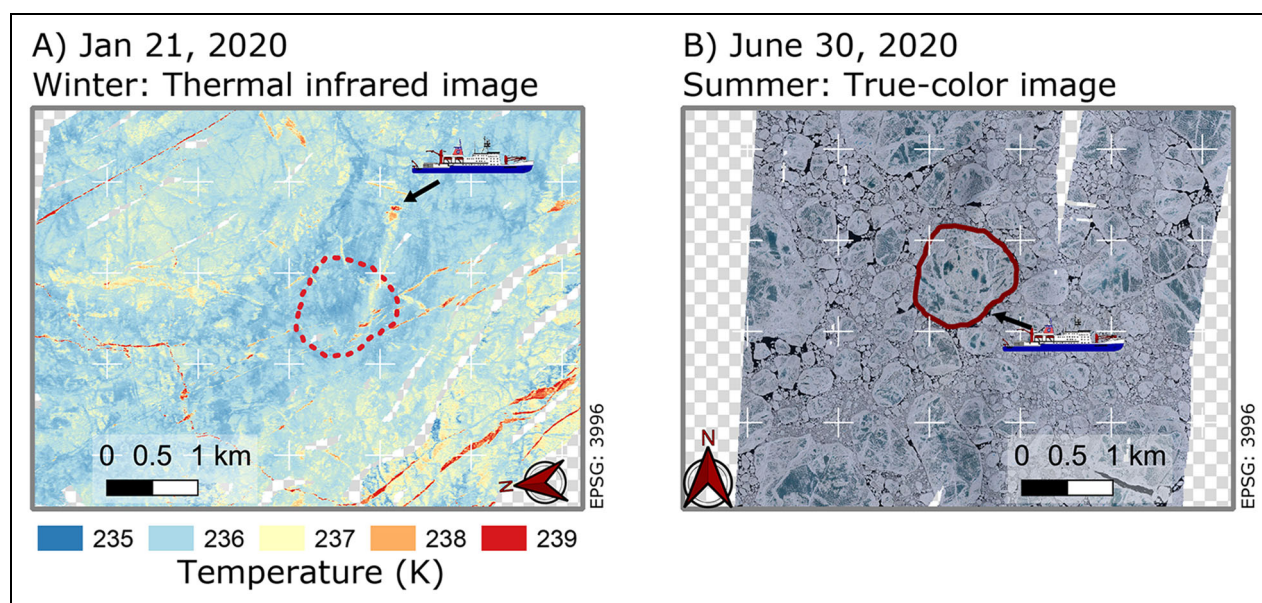 A) Jan 21, 2020
Winter: Thermal infrared image
B) June 30, 2020
Summer: True-color image
0 0.5 1 km
N
EPSG: 3996
N
0 0.5 1 km
EPSG: 3996
235 236 237 238 239
Temperature (K)